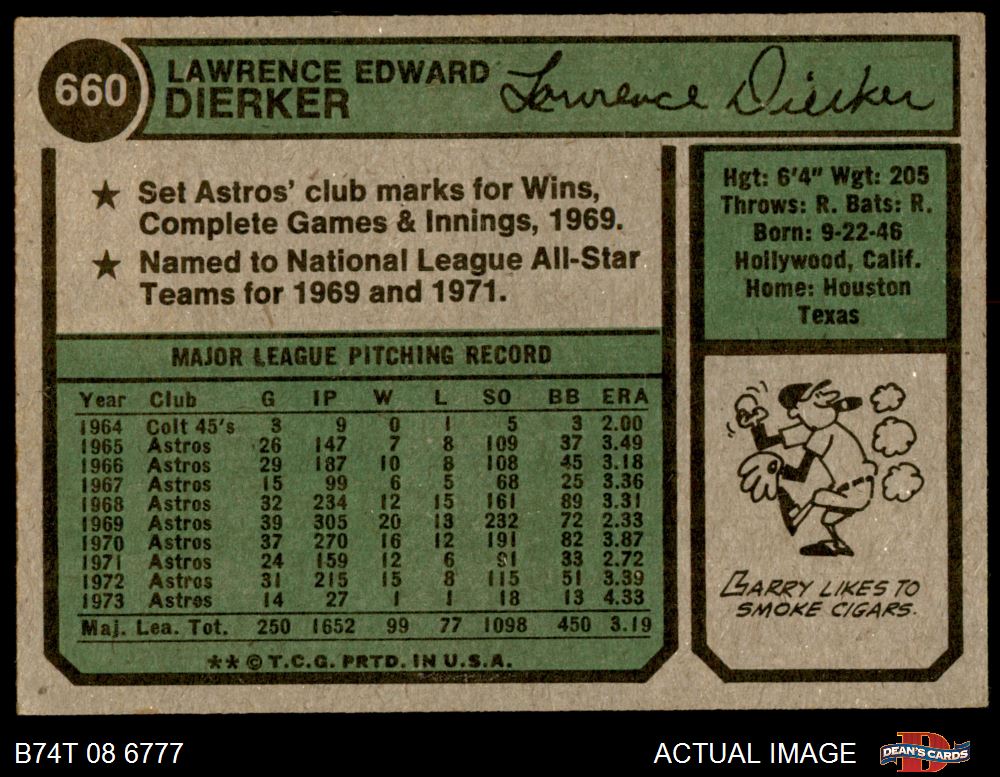 660
LAWRENCE EDWARD
DIERKER
Lawrence Dierker
★ Set Astros' club marks for Wins,
Complete Games & Innings, 1969.
★ Named to National League All-Star
Teams for 1969 and 1971.
Hgt: 6'4" Wgt: 205
Throws: R. Bats: R.
Born: 9-22-46
Hollywood, Calif.
Home: Houston
Texas
MAJOR LEAGUE PITCHING RECORD
Year Club G IP W L SO BB ERA
1964 Colt 45's 3 9 0 1 5 3 2.00
1965 Astros 26 147 7 8 109 37 3.49
1966 Astros 29 187 10 8 108 45 3.18
1967 Astros 15 99 6 5 68 25 3.36
1968 Astros 32 234 12 15 161 89 3.31
1969 Astros 39 305 20 13 232 72 2.33
1970 Astros 37 270 16 12 191 82 3.87
1971 Astros 24 159 12 6 91 33 2.72
1972 Astros 31 215 15 8 115 51 3.39
1973 Astros 14 27 1 1 18 13 4.33
Maj. Lea. Tot. 250 1652 99 77 1098 450 3.19
** © T.C.G. PRTD. IN U.S.A.
LARRY LIKES TO
SMOKE CIGARS.
B74T 08 6777
ACTUAL IMAGE
DEAN'S CARDS